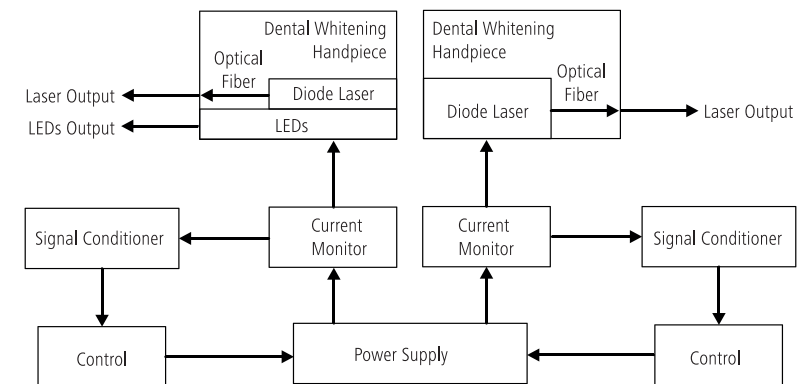 Dental Whitening
Handpiece
Optical
Fiber
Diode Laser
LEDs
Laser Output
LEDs Output
Dental Whitening
Handpiece
Optical
Fiber
Diode Laser
Laser Output
Signal Conditioner
Current
Monitor
Current
Monitor
Signal Conditioner
Control
Power Supply
Control